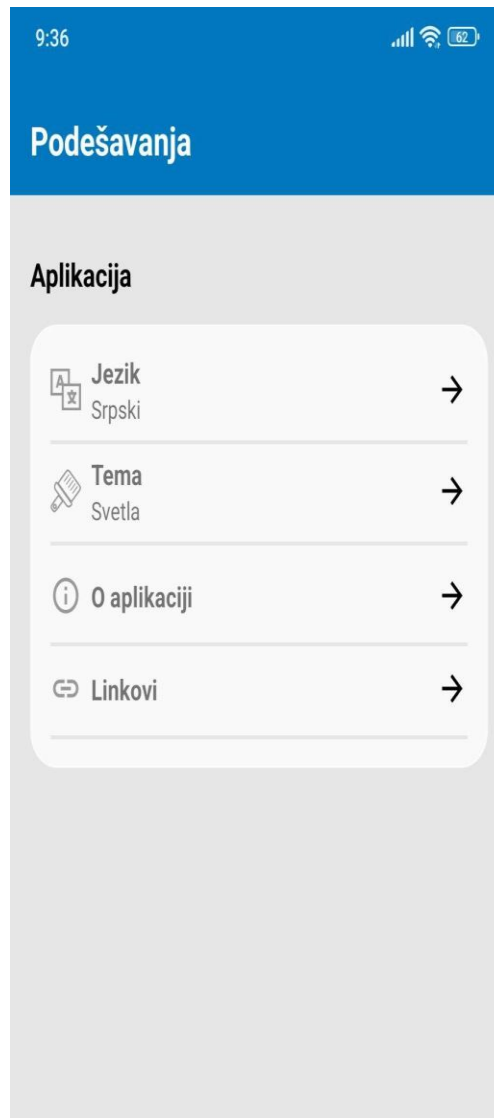 9:36
62
Podešavanja
Aplikacija
Jezik
Srpski
Tema
Svetla
O aplikaciji
Linkovi